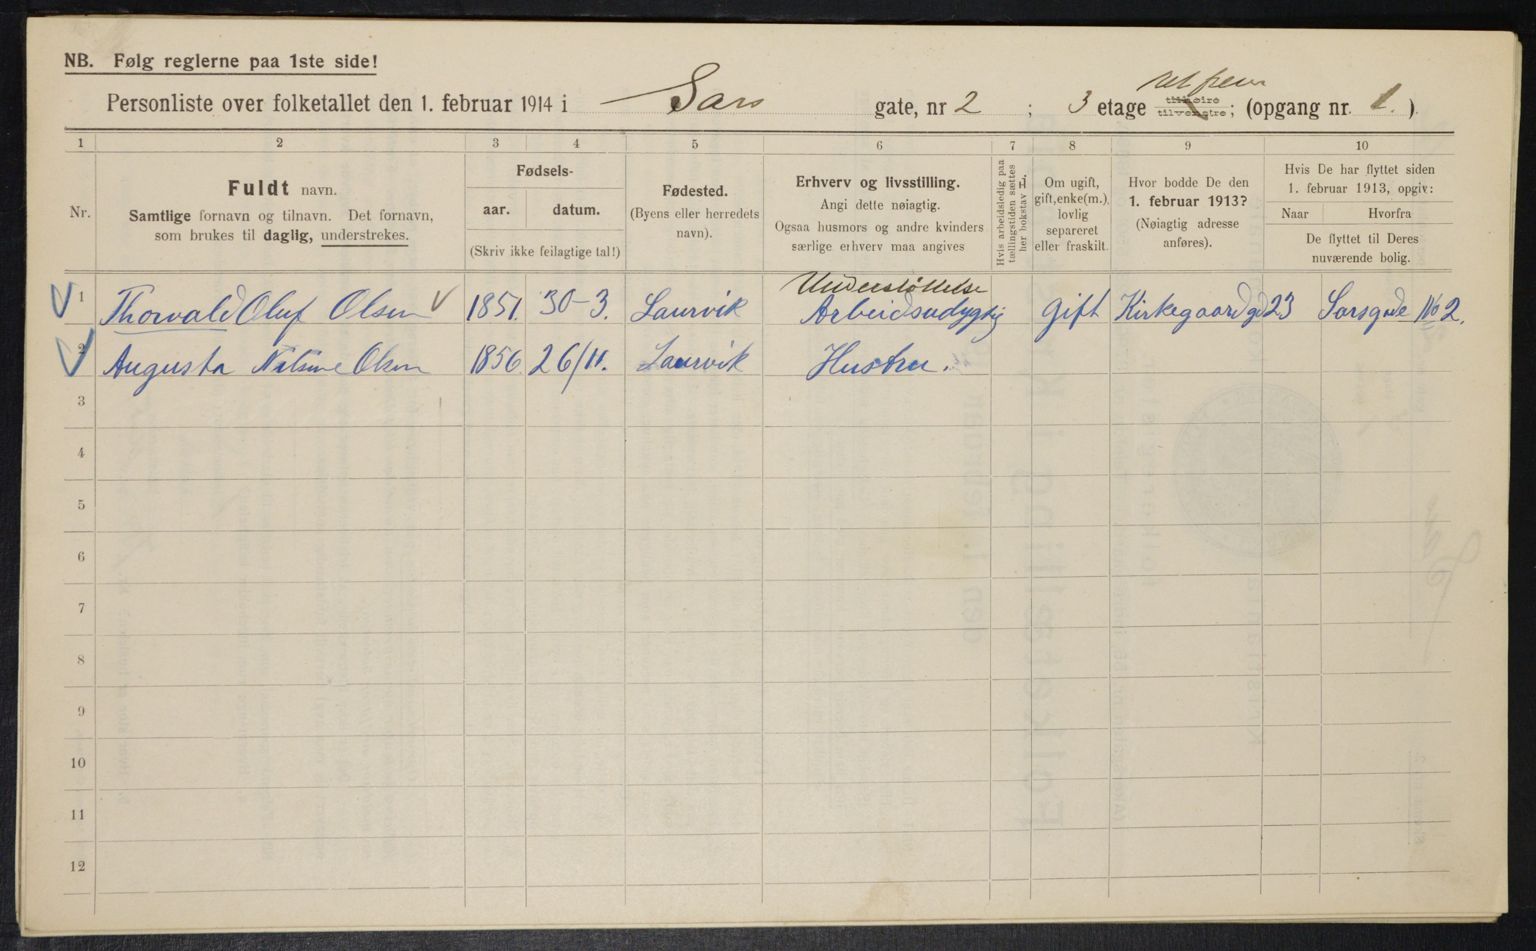 NB. Følg reglerne paa 1ste side!
ret frem
Personliste over folketallet den 1. februar 1914 i Sars gate, nr 2 ; 3 etage tilhøire tilvenstre; (opgang nr. 1.)
1 2 3 4 5 6 7 8 9 10
Nr.
Fuldt navn.
Samtlige fornavn og tilnavn. Det fornavn,
som brukes til daglig, understrekes.
Fødsels-
aar. datum.
(Skriv ikke feilagtige tal!)
Fødested.
(Byens eller herredets
navn).
Erhverv og livsstilling.
Angi dette nøiagtig.
Ogsaa husmors og andre kvinders
særlige erhverv maa angives
Hvis arbeidsledig paa
tællingstiden sættes
her bokstav L.
Om ugift,
gift, enke(m.),
lovlig
separeret
eller fraskilt.
Hvor bodde De den
1. februar 1913?
(Nøiagtig adresse
anføres).
Hvis De har flyttet siden
1. februar 1913, opgiv:
Naar Hvorfra
De flyttet til Deres
nuværende bolig.
Understøttelse
1 Thorvald Oluf Olsen 1851. 30-3. Laurvik Arbeidsudygtig gift Kirkegaardgd 23 Sarsgade No 2.
2 Augusta Nilsine Olsen 1856. 26/11. Laurvik Hustru.
3
4
5
6
7
8
9
10
11
12